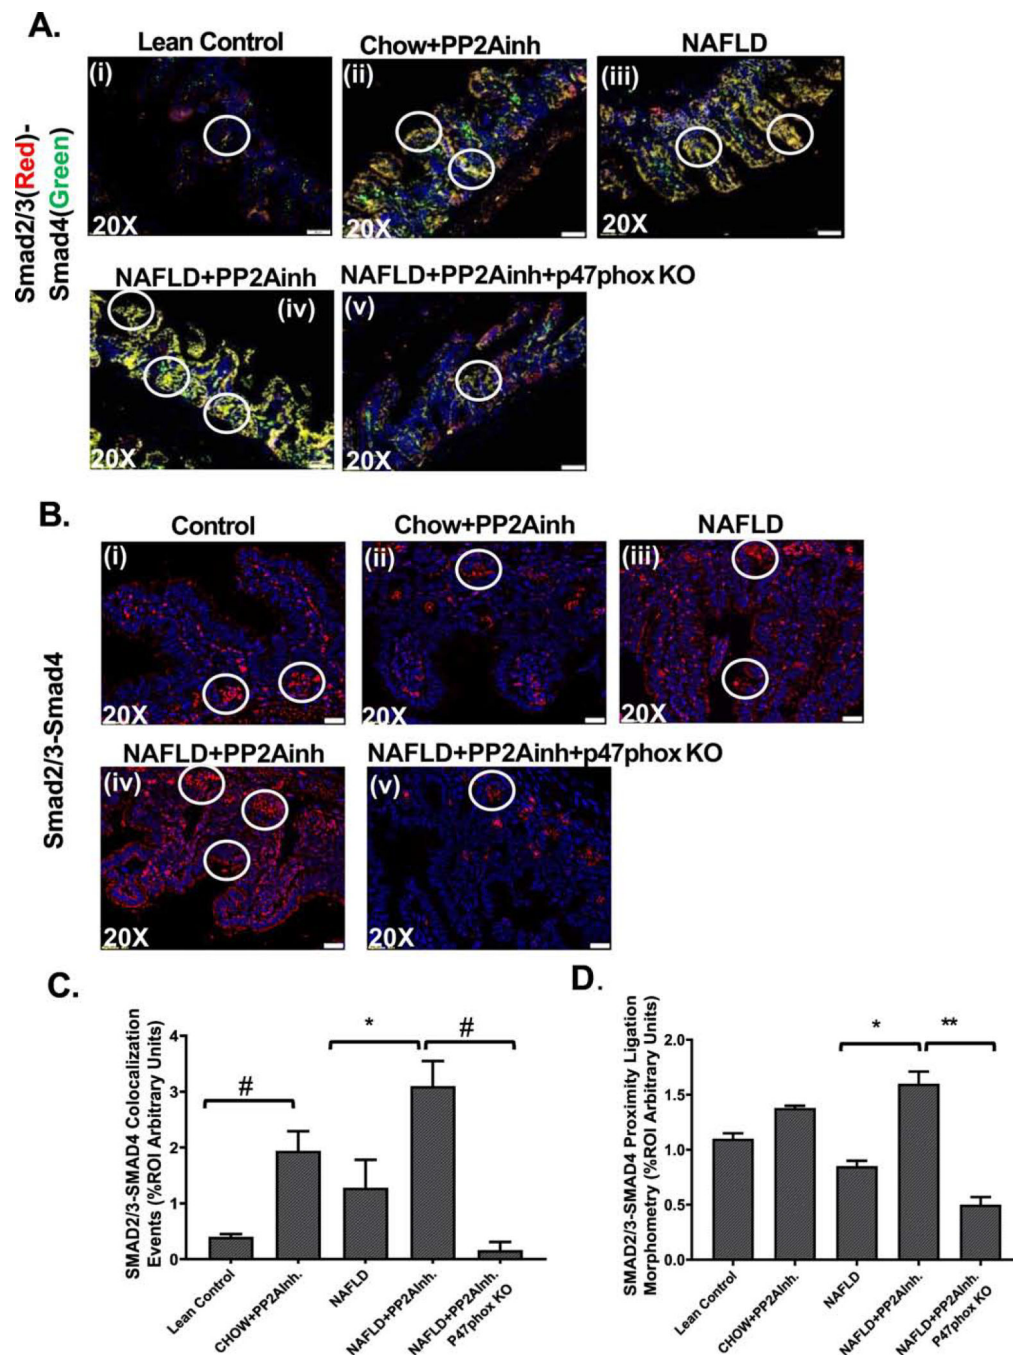 A.
Lean Control
Chow+PP2Ainh
NAFLD
Smad2/3(Red)-
Smad4(Green)
(i)
20X
(ii)
20X
(iii)
20X
NAFLD+PP2Ainh
NAFLD+PP2Ainh+p47phox KO
(iv)
20X
(v)
20X
B.
Control
Chow+PP2Ainh
NAFLD
Smad2/3-Smad4
(i)
20X
(ii)
20X
(iii)
20X
NAFLD+PP2Ainh
NAFLD+PP2Ainh+p47phox KO
(iv)
20X
(v)
20X
C.
SMAD2/3-SMAD4 Colocalization
Events (%ROI Arbitrary Units)
4
3
2
1
0
#
*
#
Lean Control
CHOW+PP2AInh.
NAFLD
NAFLD+PP2AInh.
NAFLD+PP2AInh.
P47phox KO
D.
SMAD2/3-SMAD4 Proximity Ligation
Morphometry (%ROI Arbitrary Units)
2.0
1.5
1.0
0.5
0.0
*
**
Lean Control
CHOW+PP2AInh.
NAFLD
NAFLD+PP2AInh.
NAFLD+PP2AInh.
P47phox KO